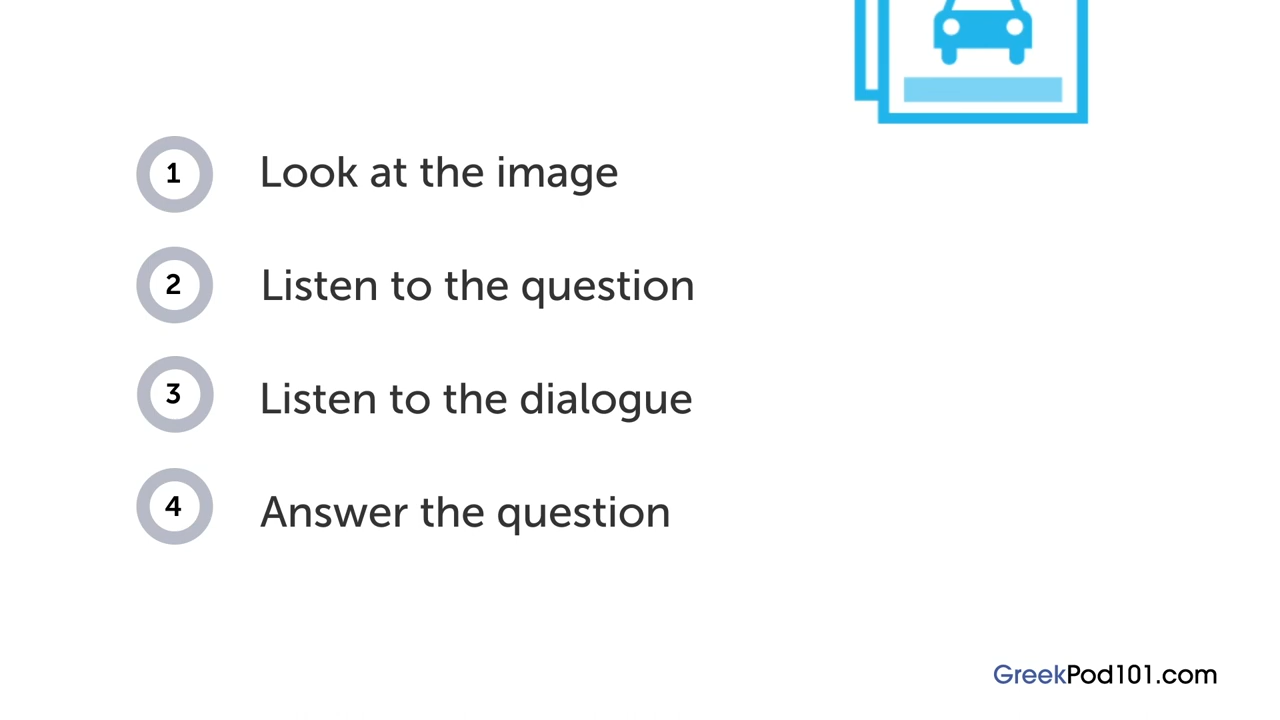 1 Look at the image
2 Listen to the question
3 Listen to the dialogue
4 Answer the question
GreekPod101.com